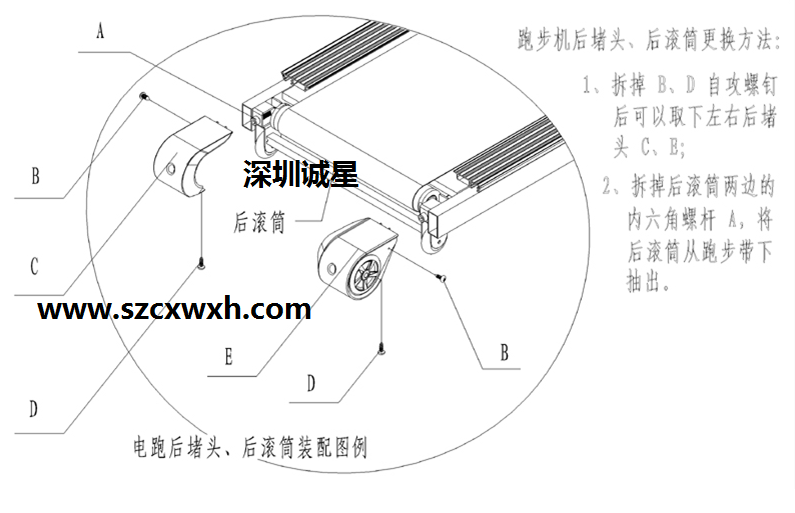 A
跑步机后堵头、后滚筒更换方法:
1、拆掉 B、D 自攻螺钉
后可以取下左右后堵
头 C、E;
B
深圳诚星
2、拆掉后滚筒两边的
内六角螺杆 A, 将
后滚筒从跑步带下
抽出。
后滚筒
C
www.szcxwxh.com
E
B
D
D
电跑后堵头、后滚筒装配图例